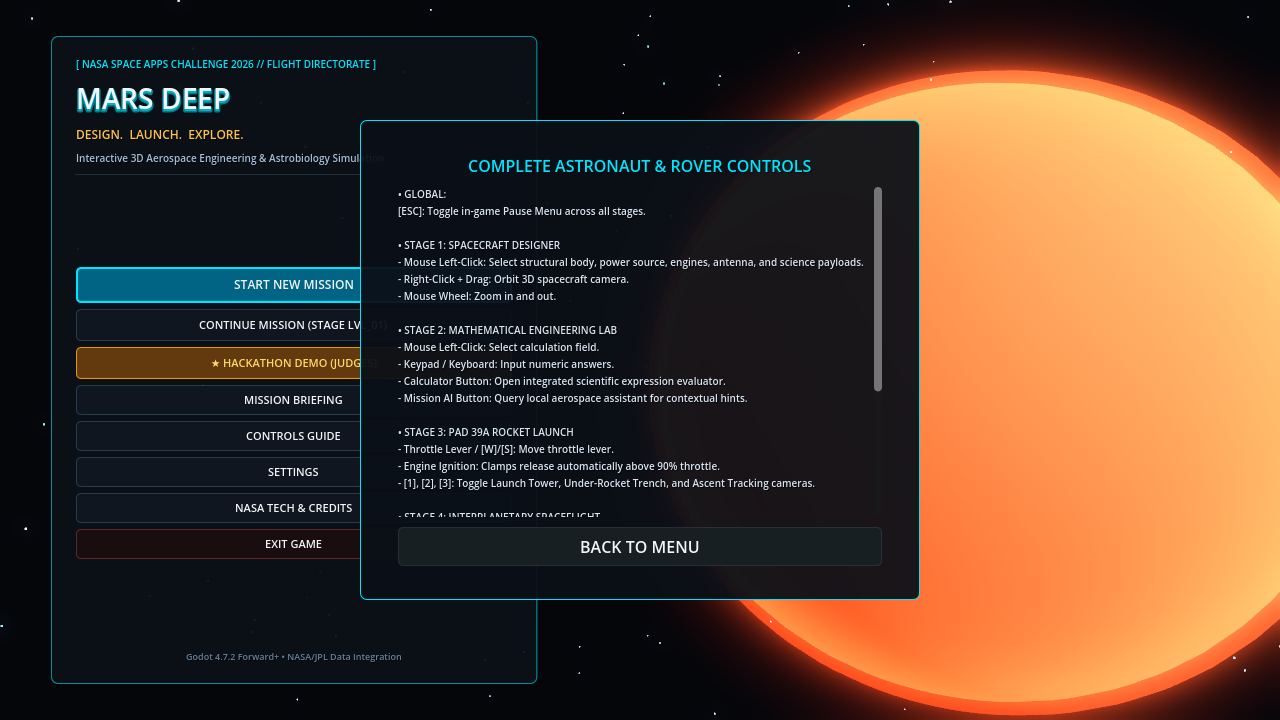 [ NASA SPACE APPS CHALLENGE 2026 // FLIGHT DIRECTORATE ]
MARS DEEP
DESIGN. LAUNCH. EXPLORE.
Interactive 3D Aerospace Engineering & Astrobiology Simulation
START NEW MISSION
CONTINUE MISSION (STAGE LVL 01)
★ HACKATHON DEMO (JUDGES)
MISSION BRIEFING
CONTROLS GUIDE
SETTINGS
NASA TECH & CREDITS
EXIT GAME
Godot 4.7.2 Forward+ • NASA/JPL Data Integration
COMPLETE ASTRONAUT & ROVER CONTROLS
• GLOBAL:
[ESC]: Toggle in-game Pause Menu across all stages.
• STAGE 1: SPACECRAFT DESIGNER
- Mouse Left-Click: Select structural body, power source, engines, antenna, and science payloads.
- Right-Click + Drag: Orbit 3D spacecraft camera.
- Mouse Wheel: Zoom in and out.
• STAGE 2: MATHEMATICAL ENGINEERING LAB
- Mouse Left-Click: Select calculation field.
- Keypad / Keyboard: Input numeric answers.
- Calculator Button: Open integrated scientific expression evaluator.
- Mission AI Button: Query local aerospace assistant for contextual hints.
• STAGE 3: PAD 39A ROCKET LAUNCH
- Throttle Lever / [W]/[S]: Move throttle lever.
- Engine Ignition: Clamps release automatically above 90% throttle.
- [1], [2], [3]: Toggle Launch Tower, Under-Rocket Trench, and Ascent Tracking cameras.
• STAGE 4: INTERPLANETARY SPACEFLIGHT
BACK TO MENU